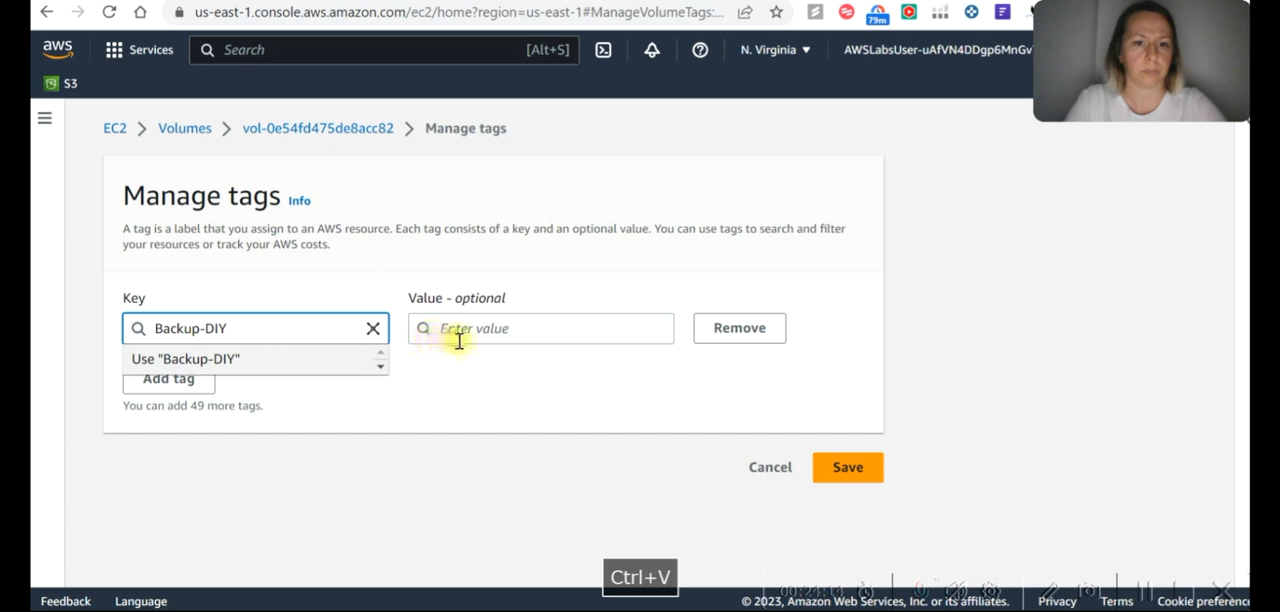 us-east-1.console.aws.amazon.com/ec2/home?region=us-east-1#ManageVolumeTags:...
79m
aws
Services
Search
[Alt+S]
N. Virginia
AWSLabsUser-uAfVN4DDgp6MnGv
S3
EC2 > Volumes > vol-0e54fd475de8acc82 > Manage tags
Manage tags Info
A tag is a label that you assign to an AWS resource. Each tag consists of a key and an optional value. You can use tags to search and filter
your resources or track your AWS costs.
Key
Value - optional
Backup-DIY
Enter value
Remove
Use "Backup-DIY"
Add tag
You can add 49 more tags.
Cancel
Save
Ctrl+V
Feedback
Language
© 2023, Amazon Web Services, Inc. or its affiliates.
Privacy
Terms
Cookie preference